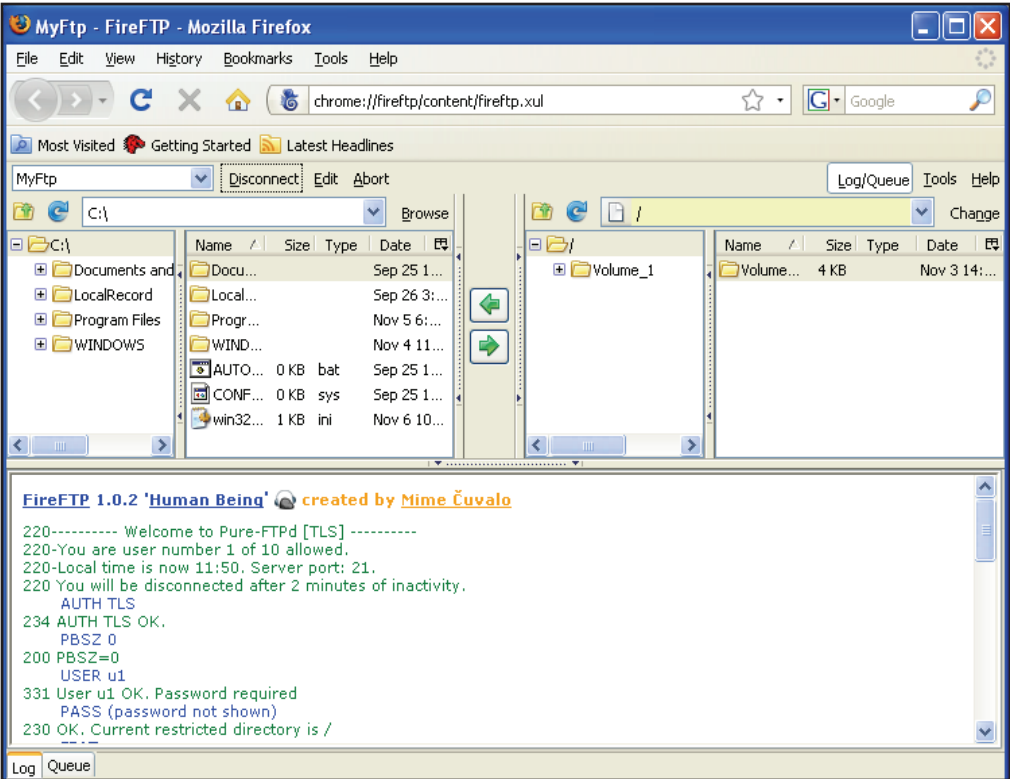 MyFtp - FireFTP - Mozilla Firefox
File Edit View History Bookmarks Tools Help
chrome://fireftp/content/fireftp.xul
G Google
Most Visited Getting Started Latest Headlines
MyFtp Disconnect Edit Abort Log/Queue Tools Help
C:\ Browse / Change
C:\ Name Size Type Date / Name Size Type Date
Documents and Docu... Sep 25 1... Volume_1 Volume... 4 KB Nov 3 14:...
LocalRecord Local... Sep 26 3:...
Program Files Progr... Nov 5 6:...
WINDOWS WIND... Nov 4 11...
AUTO... 0 KB bat Sep 25 1...
CONF... 0 KB sys Sep 25 1...
win32... 1 KB ini Nov 6 10...
FireFTP 1.0.2 'Human Being' created by Mime Čuvalo
220---------- Welcome to Pure-FTPd [TLS] ----------
220-You are user number 1 of 10 allowed.
220-Local time is now 11:50. Server port: 21.
220 You will be disconnected after 2 minutes of inactivity.
AUTH TLS
234 AUTH TLS OK.
PBSZ 0
200 PBSZ=0
USER u1
331 User u1 OK. Password required
PASS (password not shown)
230 OK. Current restricted directory is /
Log Queue